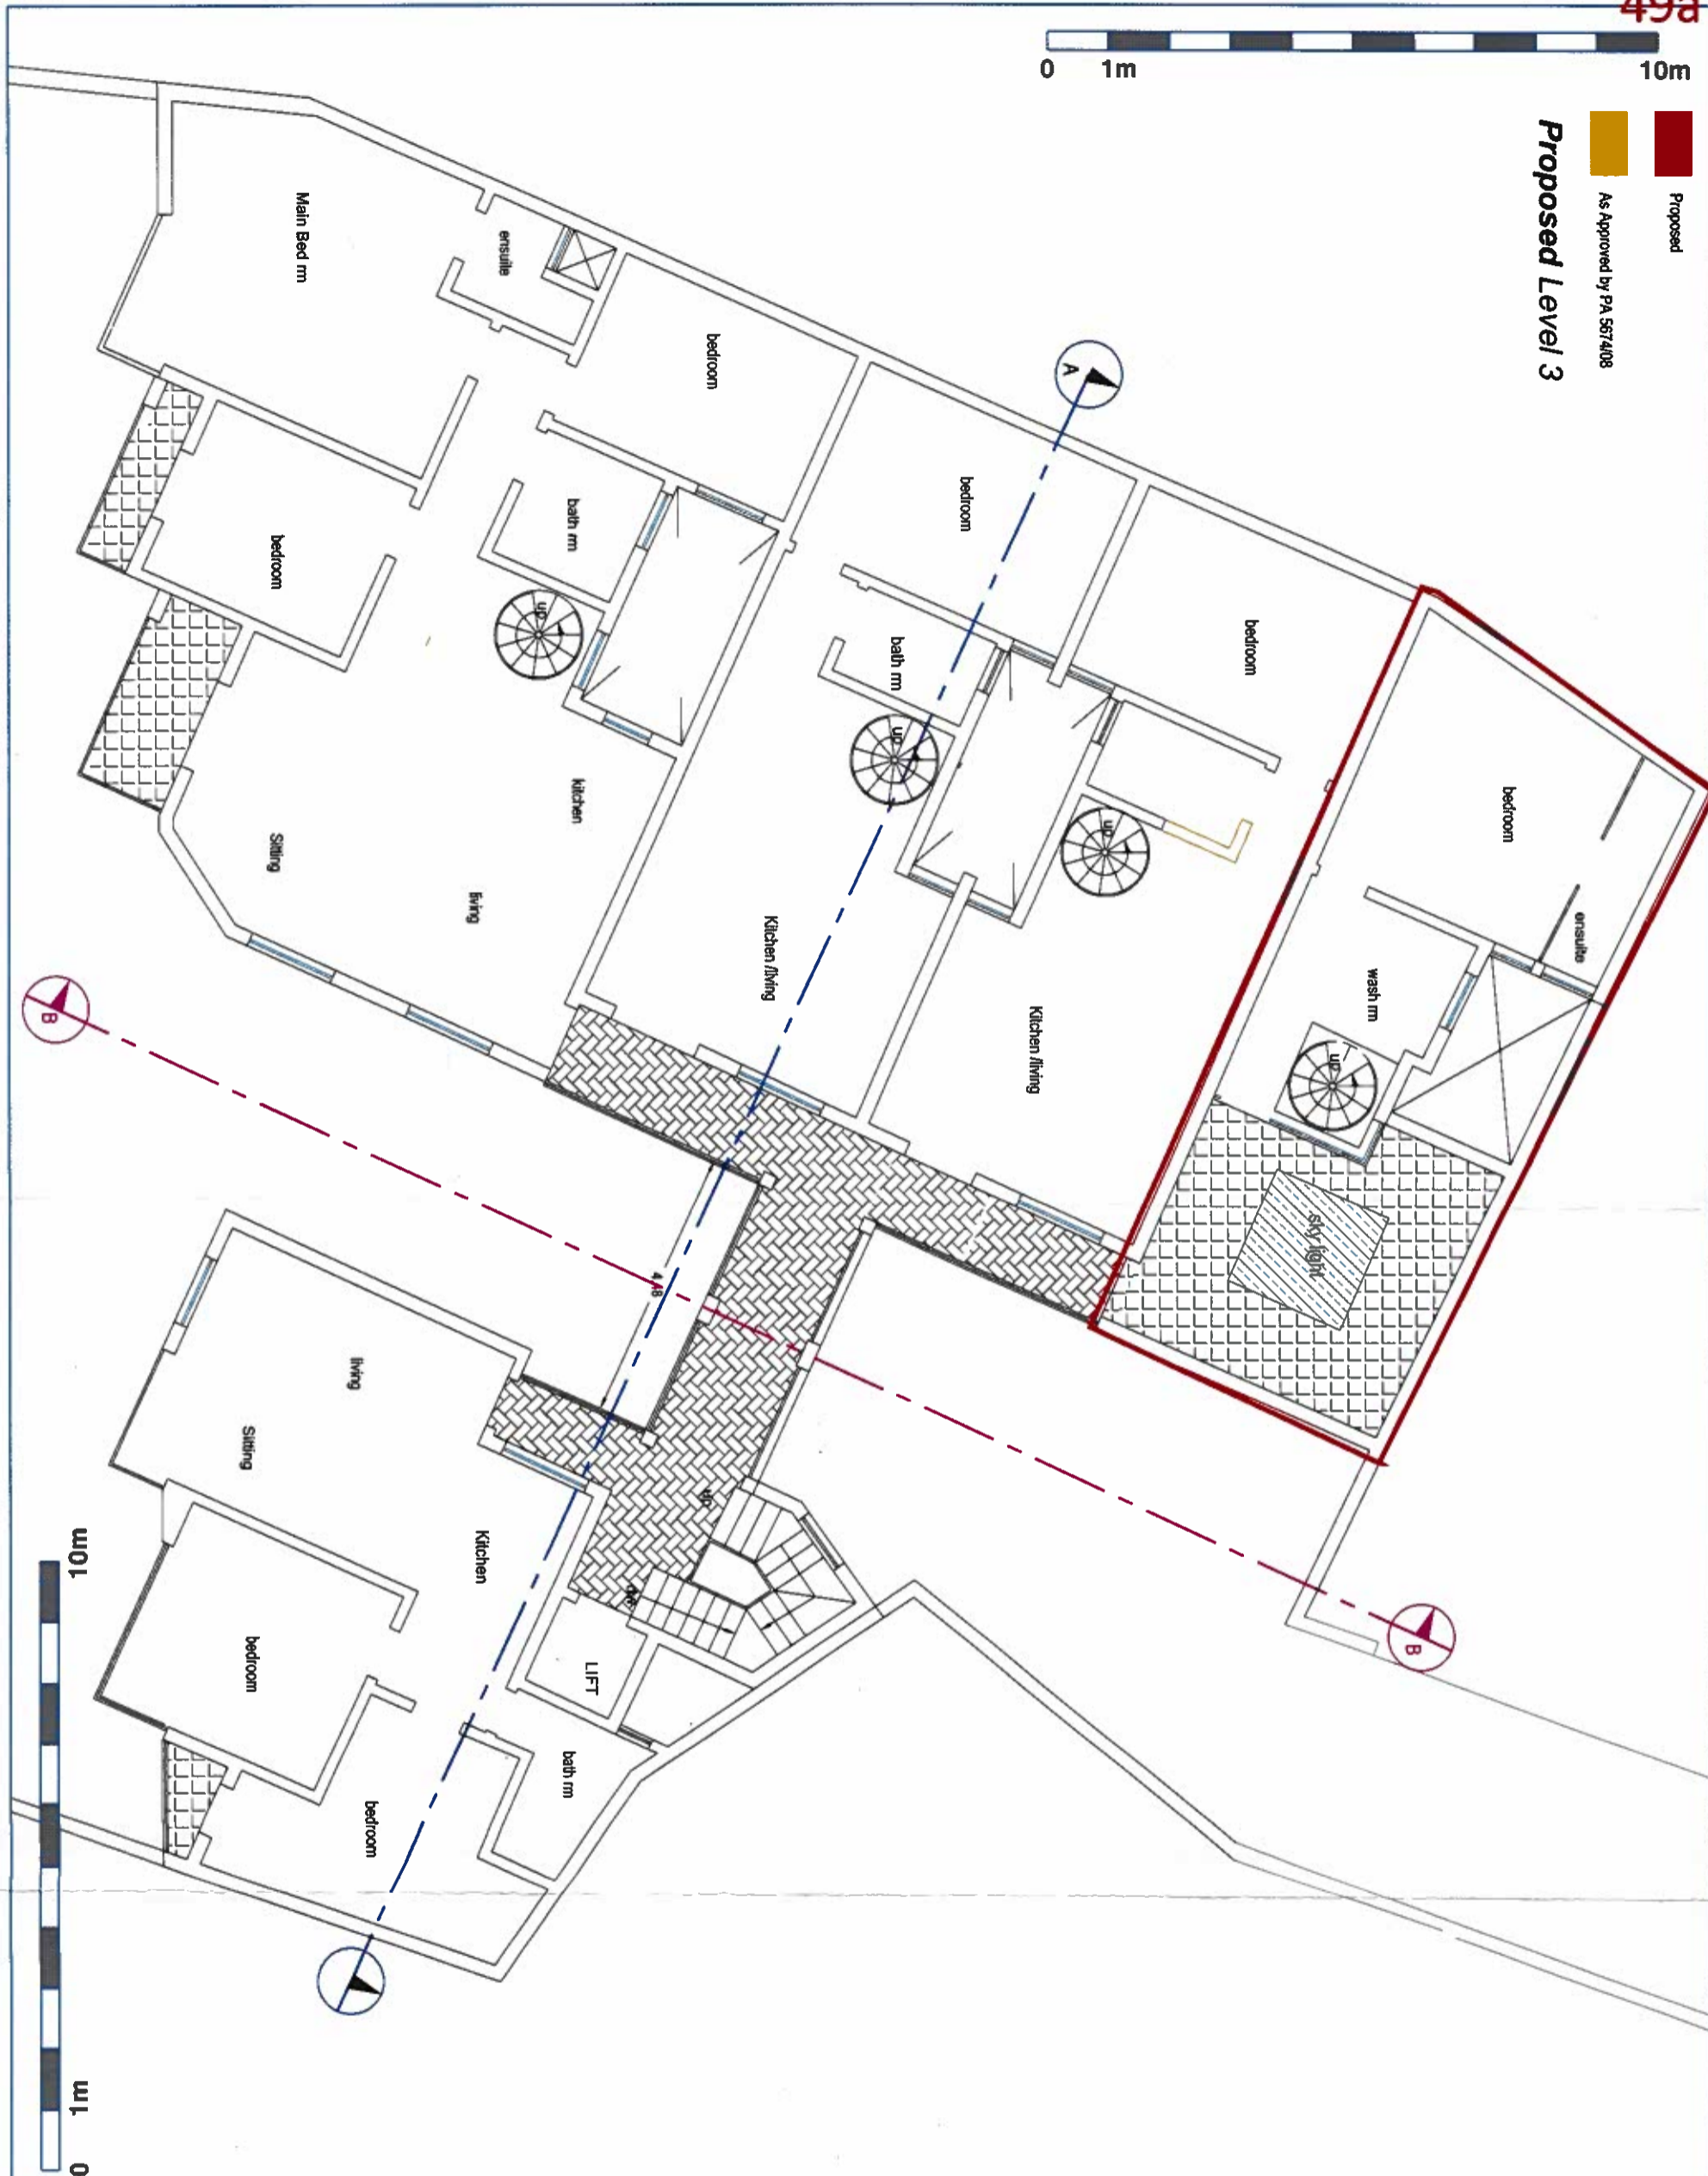 49a
0 1m 10m
Proposed
As Approved by PA 5674/08
Proposed Level 3
Main Bed rm
ensuite
bedroom
A
bedroom
bedroom
bedroom
ensuite
bedroom
bath rm
up
bath rm
up
up
wash rm
up
kitchen
Sitting
living
Kitchen /living
Kitchen /living
sky light
B
4.48
living
Sitting
Kitchen
up
LIFT
bedroom
bath rm
bedroom
B
10m
1m
0